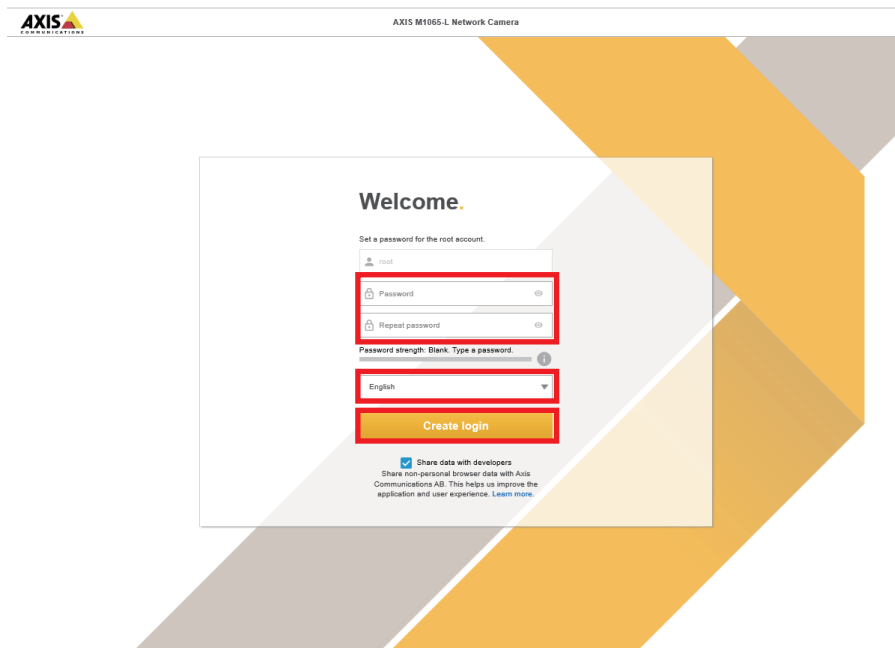 AXIS
COMMUNICATIONS
AXIS M1065-L Network Camera
Welcome.
Set a password for the root account.
root
Password
Repeat password
Password strength: Blank. Type a password.
i
English
Create login
Share data with developers
Share non-personal browser data with Axis
Communications AB. This helps us improve the
application and user experience. Learn more.